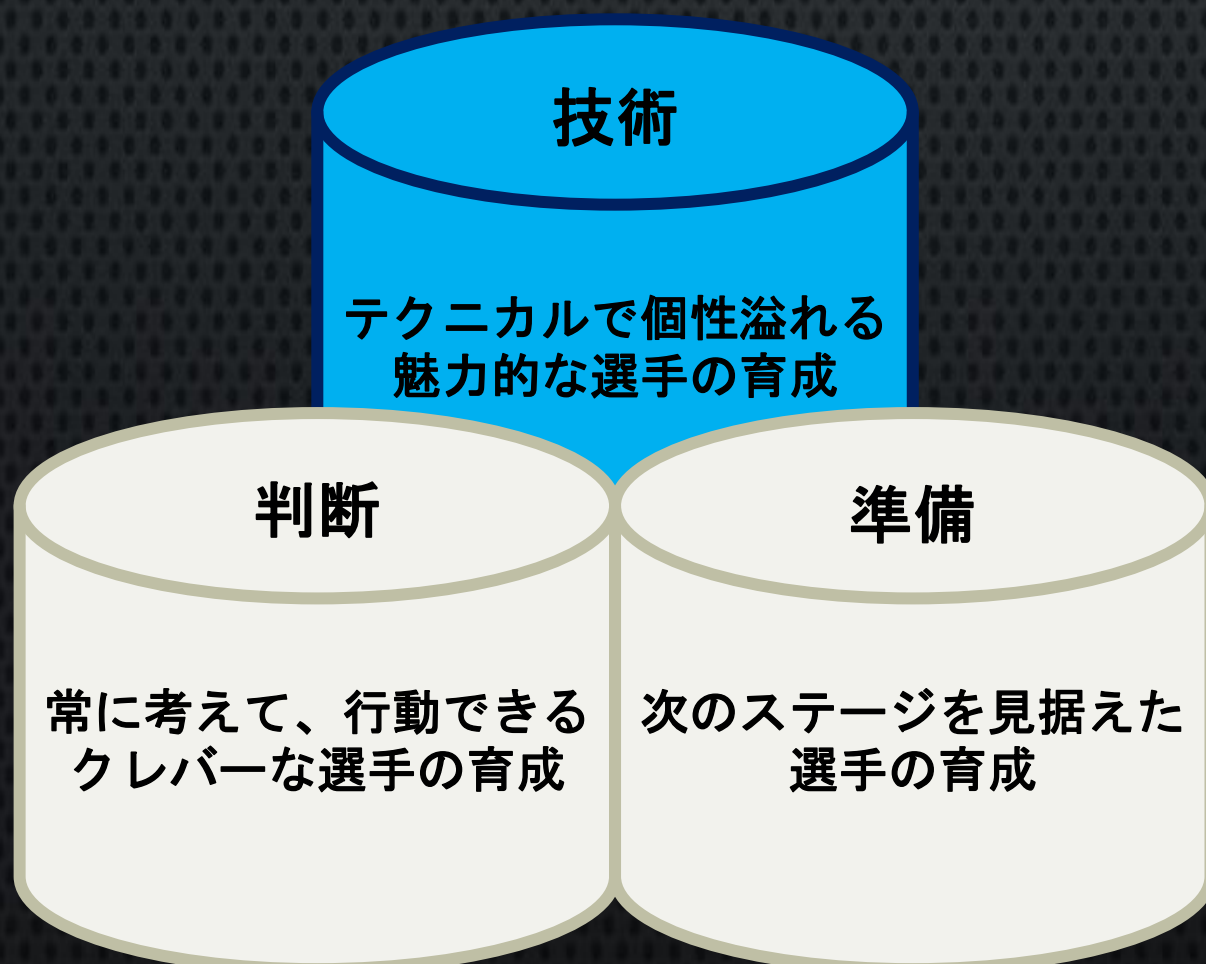 技術
テクニカルで個性溢れる
魅力的な選手の育成
判断
常に考えて、行動できる
クレバーな選手の育成
準備
次のステージを見据えた
選手の育成